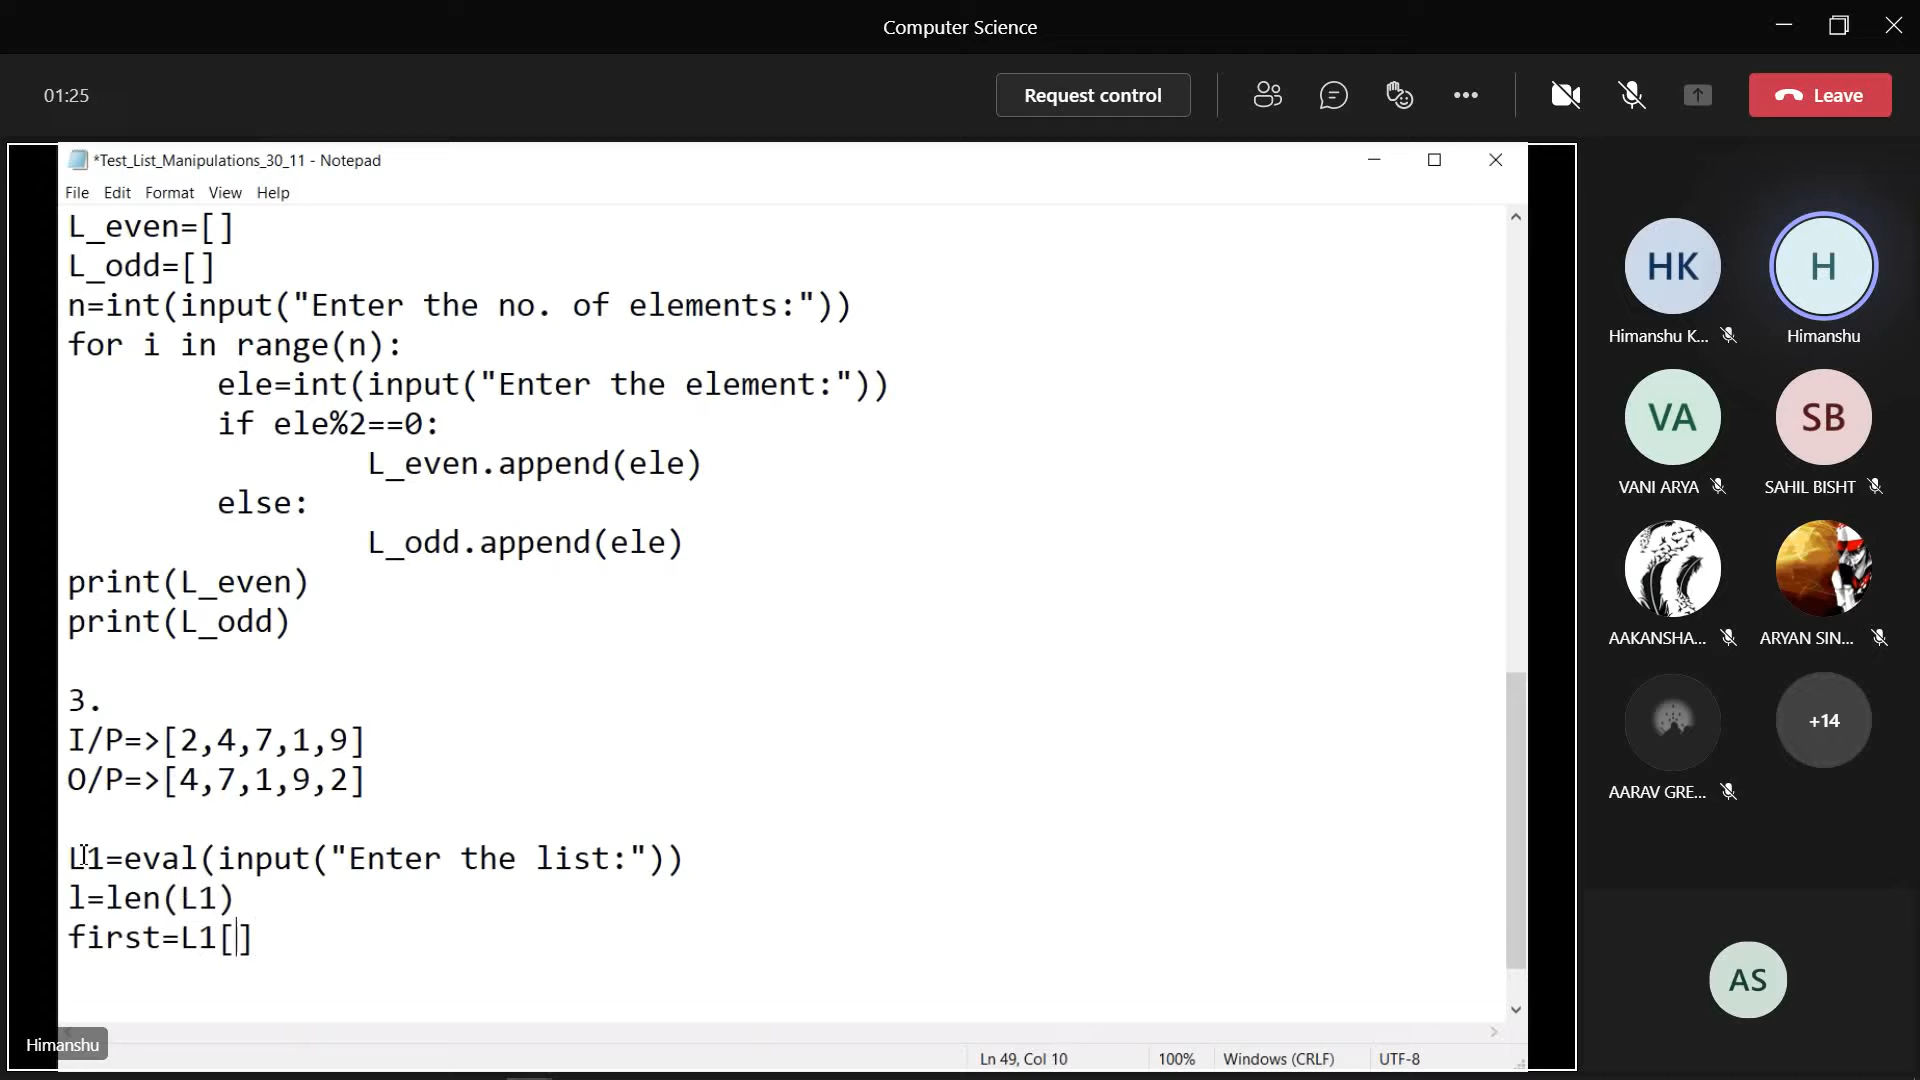 Computer Science
01:25
Request control
Leave
*Test_List_Manipulations_30_11 - Notepad
File Edit Format View Help
L_even=[]
L_odd=[]
n=int(input("Enter the no. of elements:"))
for i in range(n):
ele=int(input("Enter the element:"))
if ele%2==0:
L_even.append(ele)
else:
L_odd.append(ele)
print(L_even)
print(L_odd)
3.
I/P=>[2,4,7,1,9]
O/P=>[4,7,1,9,2]
L1=eval(input("Enter the list:"))
l=len(L1)
first=L1[]
Ln 49, Col 10
100%
Windows (CRLF)
UTF-8
Himanshu
HK
Himanshu K...
H
Himanshu
VA
VANI ARYA
SB
SAHIL BISHT
AAKANSHA...
ARYAN SIN...
AARAV GRE...
+14
AS